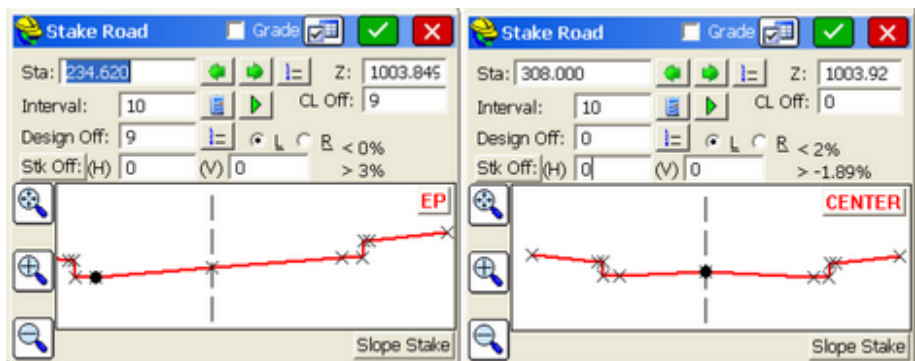 Stake Road Grade
Sta: 234.620 Z: 1003.849
Interval: 10 CL Off: 9
Design Off: 9 L R < 0%
Stk Off: (H) 0 (V) 0 > 3%
EP
Slope Stake
Stake Road Grade
Sta: 308.000 Z: 1003.92
Interval: 10 CL Off: 0
Design Off: 0 L R < 2%
Stk Off: (H) 0 (V) 0 > -1.89%
CENTER
Slope Stake